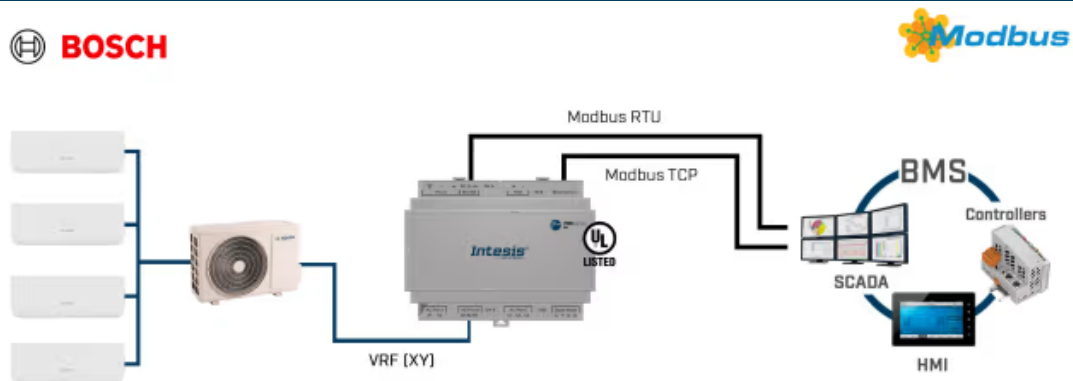 BOSCH
Modbus
Modbus RTU
Modbus TCP
BMS
Controllers
Intesis
UL
LISTED
SCADA
HMI
VRF (XY)